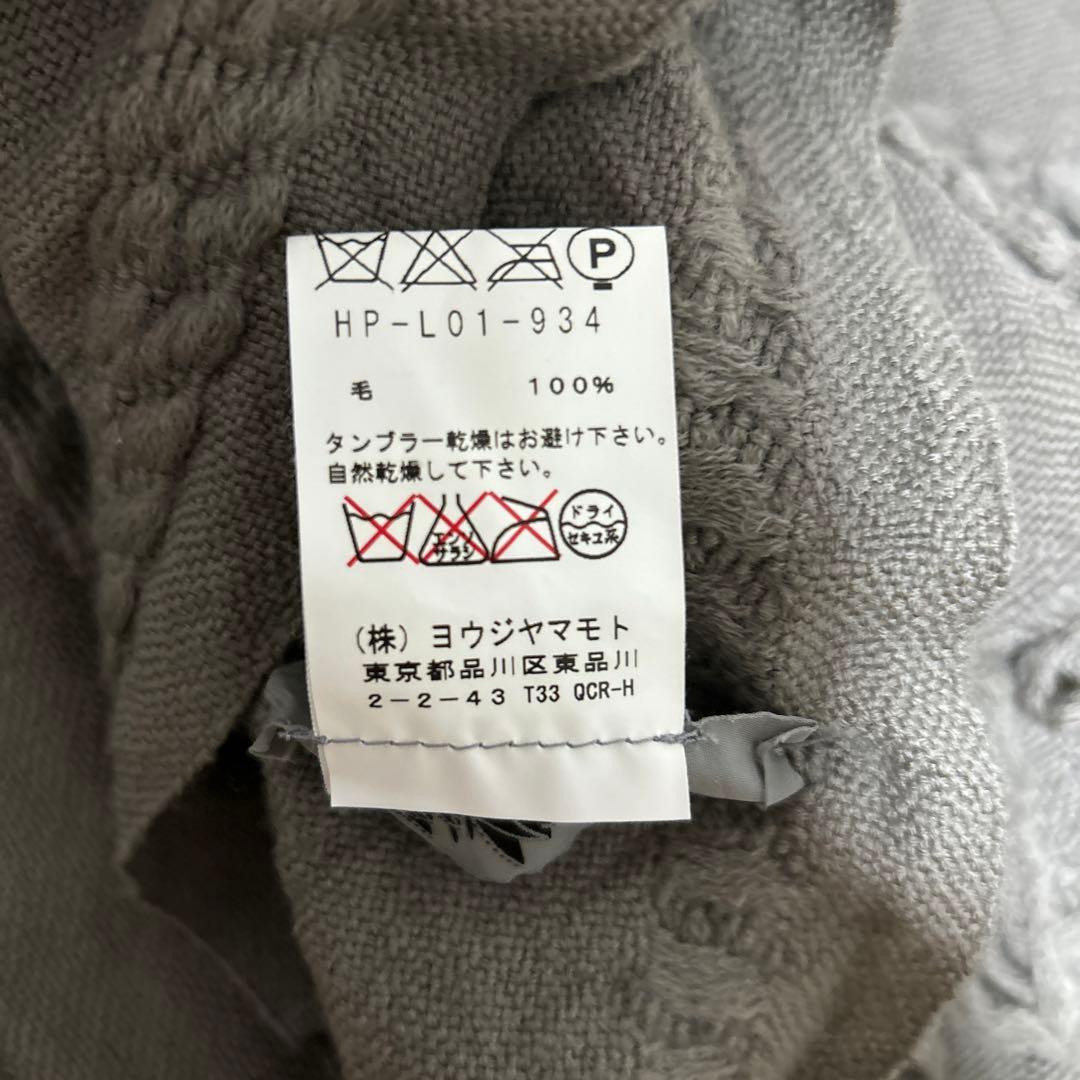 P
HP-L01-934
毛 100%
タンブラー乾燥はお避け下さい。
自然乾燥して下さい。
エンソ
サラシ
ドライ
セキユ系
(株) ヨウジヤマモト
東京都品川区東品川
2-2-43 T33 QCR-H